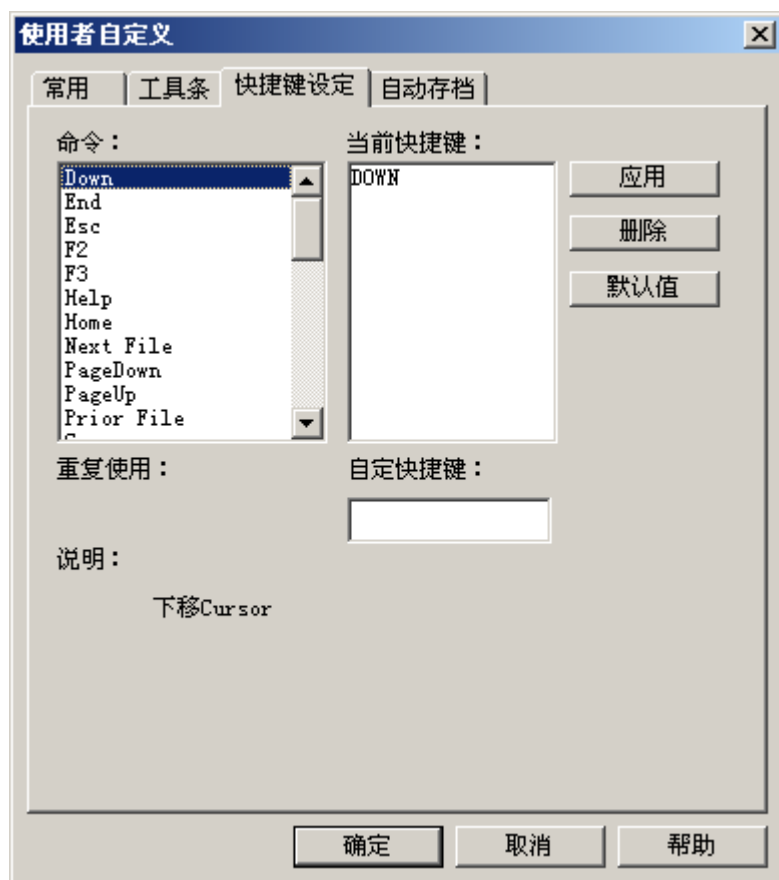 使用者自定义
常用 工具条 快捷键设定 自动存档
命令： 当前快捷键：
Down DOWN 应用
End
Esc 删除
F2
F3 默认值
Help
Home
Next File
PageDown
PageUp
Prior File
重复使用： 自定快捷键：
说明：
下移Cursor
确定 取消 帮助